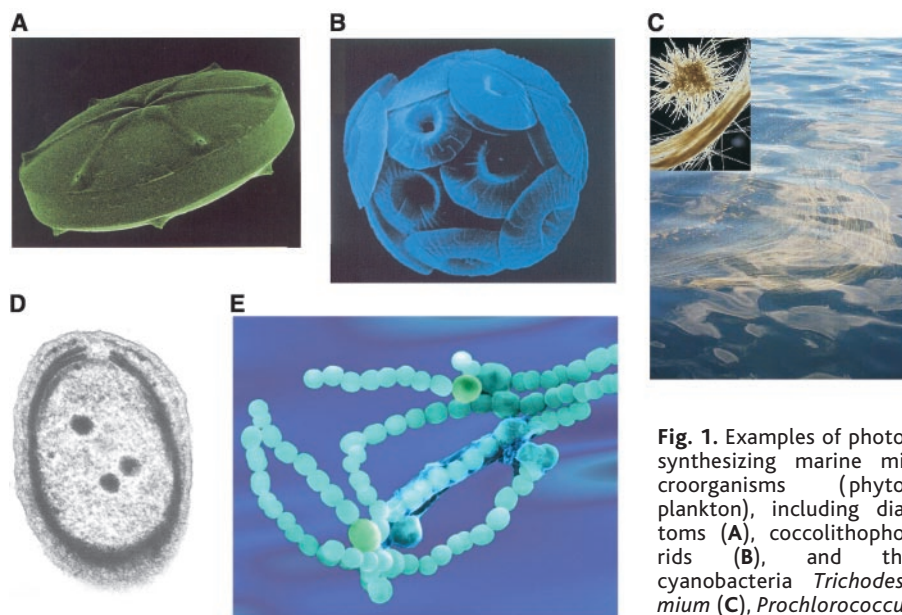 A
B
C
D
E
Fig. 1. Examples of photo
synthesizing marine mi
croorganisms (phyto
plankton), including dia
toms (A), coccolithopho
rids (B), and th
cyanobacteria Trichodes
mium (C), Prochlorococcu